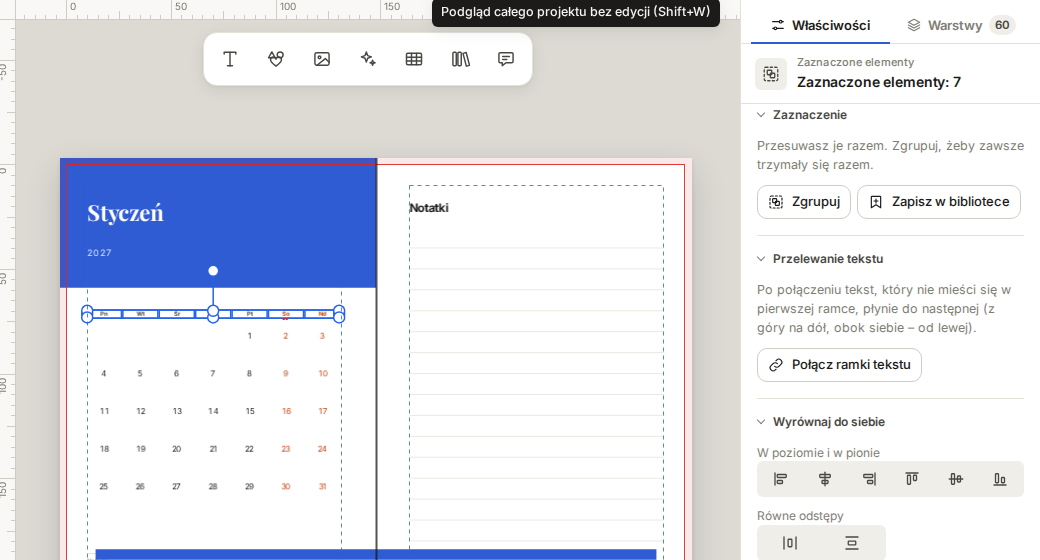 Podgląd całego projektu bez edycji (Shift+W)
0 50 100 150
-50
0
50
100
150
Właściwości
Warstwy 60
Zaznaczone elementy
Zaznaczone elementy: 7
Zaznaczenie
Przesuwasz je razem. Zgrupuj, żeby zawsze
trzymały się razem.
Zgrupuj
Zapisz w bibliotece
Przelewanie tekstu
Po połączeniu tekst, który nie mieści się w
pierwszej ramce, płynie do następnej (z
góry na dół, obok siebie – od lewej).
Połącz ramki tekstu
Wyrównaj do siebie
W poziomie i w pionie
Równe odstępy
Styczeń
2027
Pn Wt Śr Pt So Nd
1 2 3
4 5 6 7 8 9 10
11 12 13 14 15 16 17
18 19 20 21 22 23 24
25 26 27 28 29 30 31
Notatki